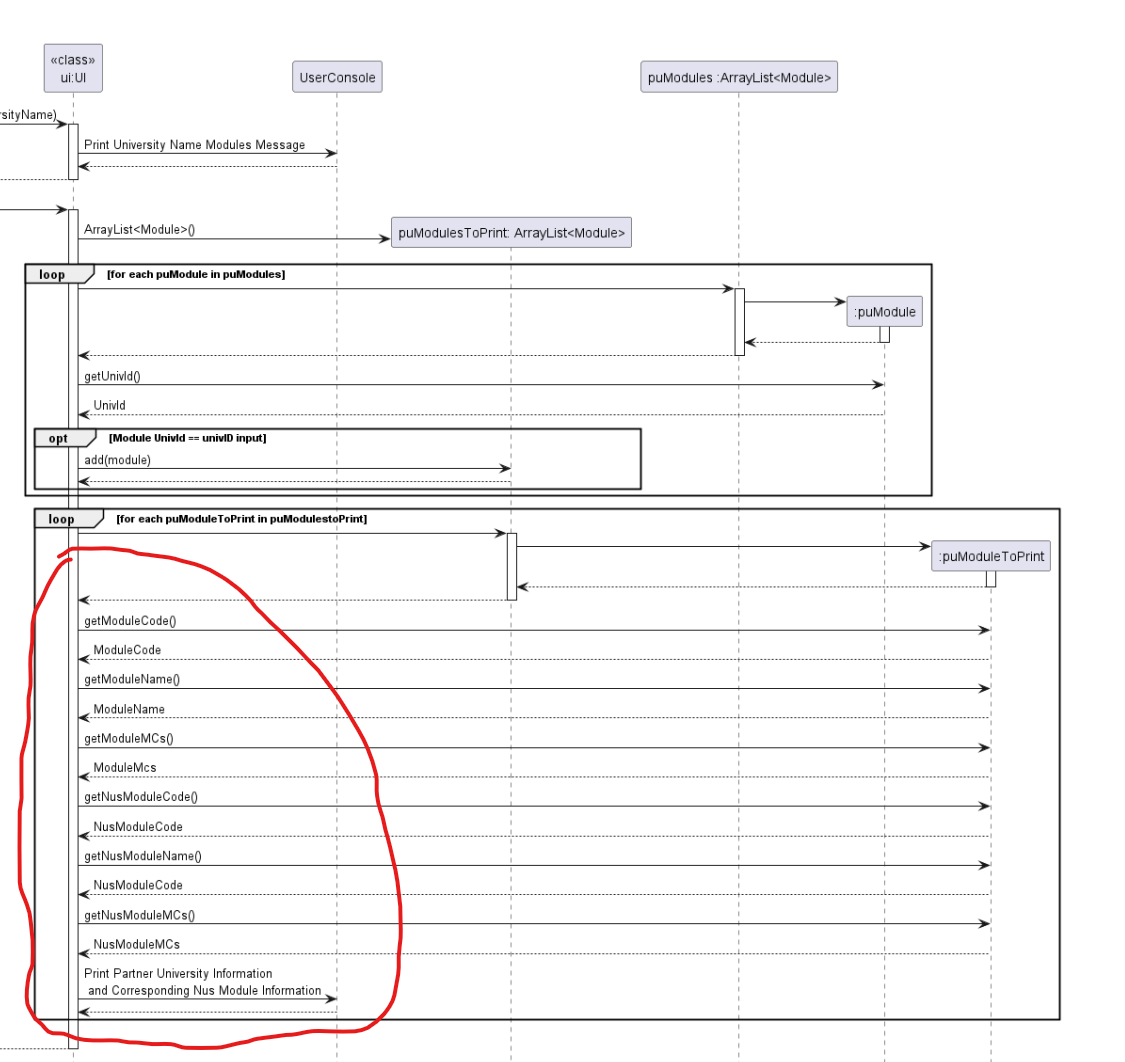 «class»
ui:UI
UserConsole
puModules :ArrayList<Module>
rsityName)
Print University Name Modules Message
ArrayList<Module>()
puModulesToPrint: ArrayList<Module>
loop [for each puModule in puModules]
:puModule
getUnivId()
UnivId
opt [Module UnivId == univID input]
add(module)
loop [for each puModuleToPrint in puModulestoPrint]
:puModuleToPrint
getModuleCode()
ModuleCode
getModuleName()
ModuleName
getModuleMCs()
ModuleMcs
getNusModuleCode()
NusModuleCode
getNusModuleName()
NusModuleCode
getNusModuleMCs()
NusModuleMCs
Print Partner University Information
and Corresponding Nus Module Information